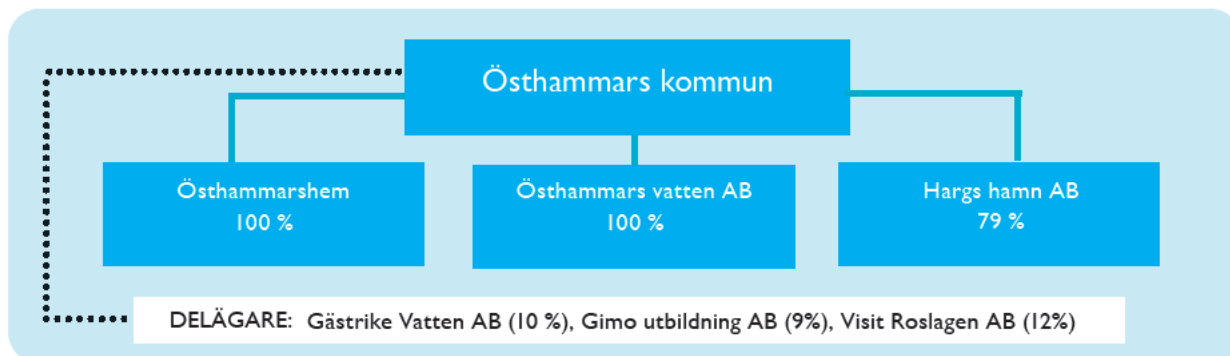 Östhammars kommun
Östhammarshem
100 %
Östhammars vatten AB
100 %
Hargs hamn AB
79 %
DELÄGARE: Gästrike Vatten AB (10 %), Gimo utbildning AB (9%), Visit Roslagen AB (12%)